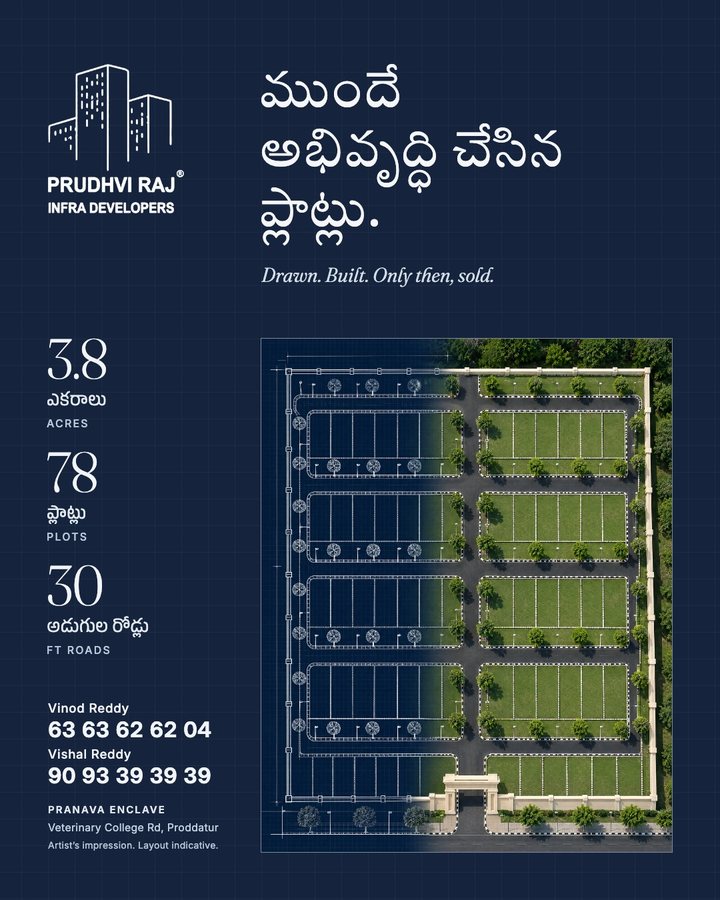 PRUDHVI RAJ®
INFRA DEVELOPERS
ముందే
అభివృద్ధి చేసిన
ప్లాట్లు.
Drawn. Built. Only then, sold.
3.8
ఎకరాలు
ACRES
78
ప్లాట్లు
PLOTS
30
అడుగుల రోడ్లు
FT ROADS
Vinod Reddy
63 63 62 62 04
Vishal Reddy
90 93 39 39 39
PRANAVA ENCLAVE
Veterinary College Rd, Proddatur
Artist's impression. Layout indicative.